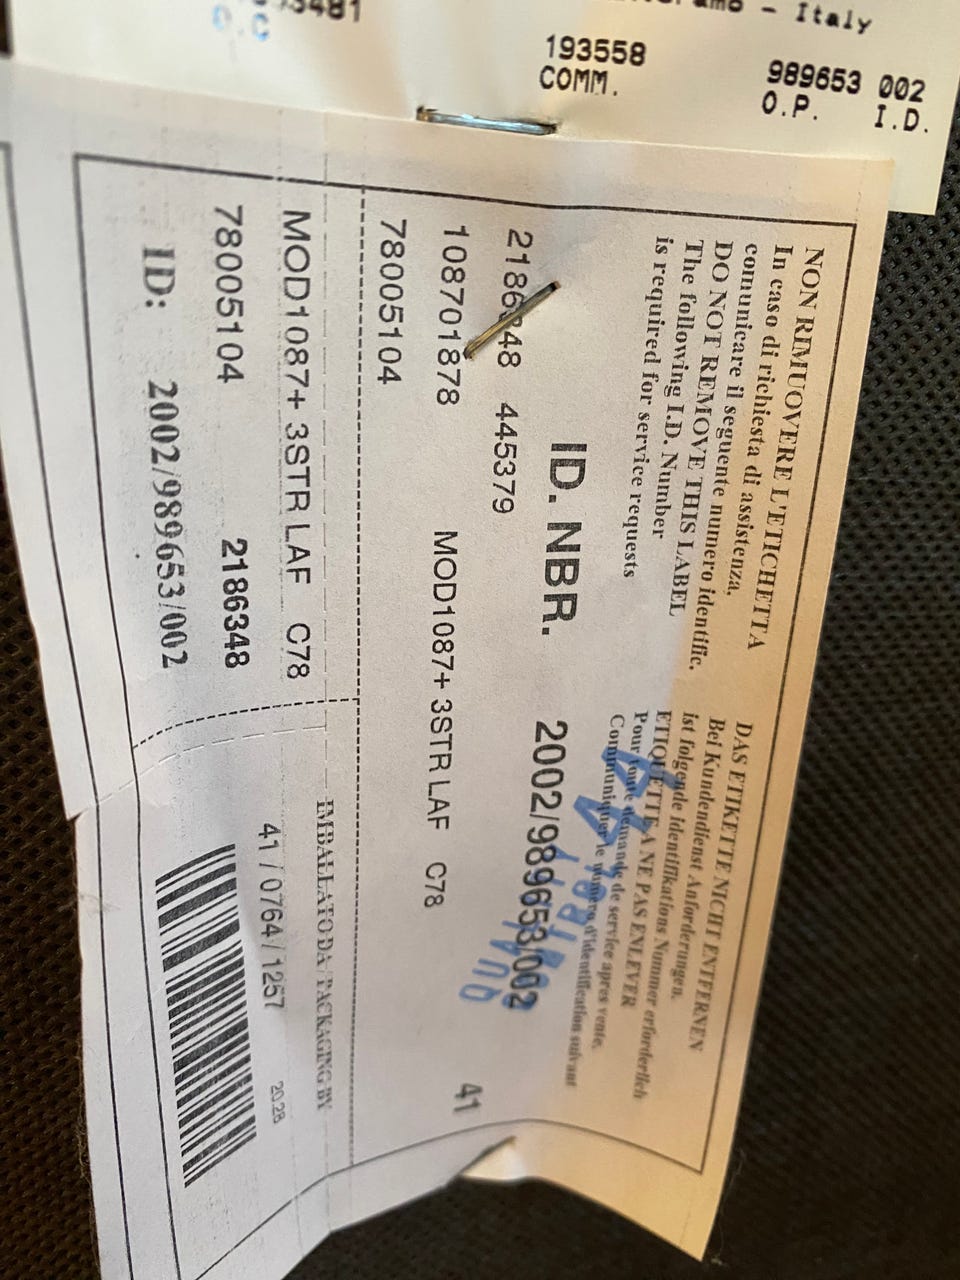 Italy
193558
COMM.
989653 002
O.P. I.D.
NON RIMUOVERE L'ETICHETTA
In caso di richiesta di assistenza,
comunicare il seguente numero identific.
DO NOT REMOVE THIS LABEL
The following I.D. Number
is required for service requests
DAS ETIKETTE NICHT ENTFERNEN
Bei Kundendienst Anforderungen,
ist folgende identifikations Nummer erforderlich
ETIQUETTE A NE PAS ENLEVER
Pour toute demande de service apres vente,
Communiquer le numéro d'identification suivant
ID. NBR. 2002/989653/002
2186348 445379
108701878 MOD1087+ 3STR LAF C78 41
78005104
MOD1087+ 3STR LAF C78
78005104 2186348
ID: 2002/989653/002
IMBALLATO DA / PACKAGING BY
41 / 0764 / 1257 2028